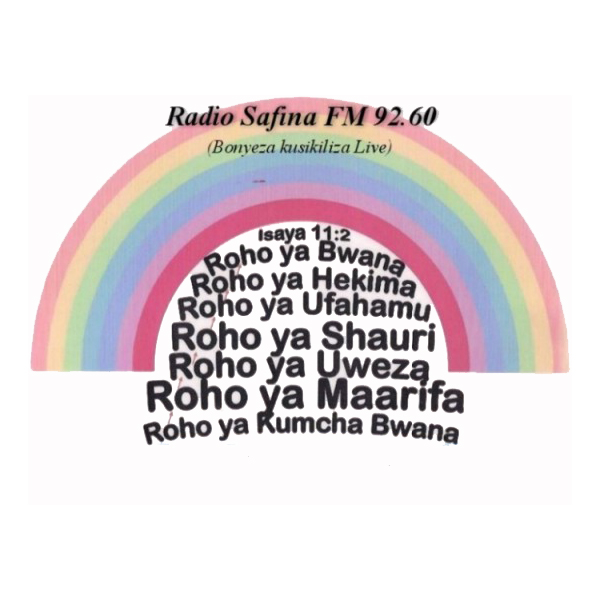 Radio Safina FM 92.60
(Bonyeza kusikiliza Live)
Isaya 11:2
Roho ya Bwana
Roho ya Hekima
Roho ya Ufahamu
Roho ya Shauri
Roho ya Uweza
Roho ya Maarifa
Roho ya Kumcha Bwana